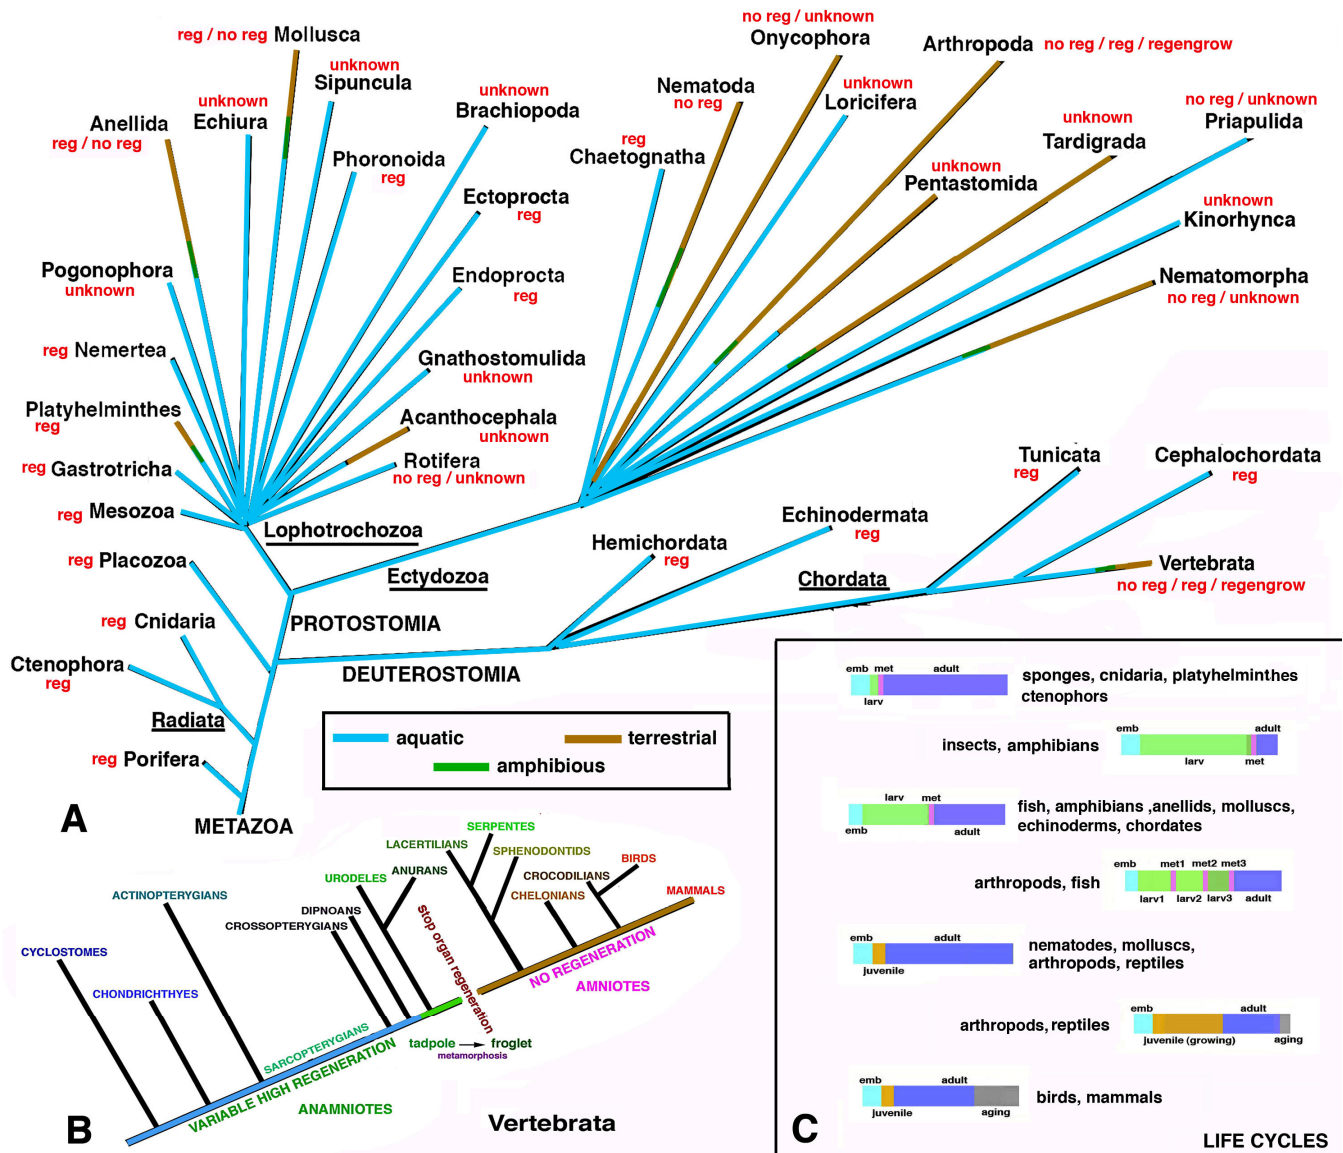 no reg / unknown
Onycophora
reg / no reg Mollusca
Arthropoda no reg / reg / regengrow
unknown
Sipuncula
unknown
Brachiopoda
Nematoda
no reg
unknown
Loricifera
no reg / unknown
Priapulida
unknown
Echiura
Anellida
reg / no reg
unknown
Tardigrada
reg
Chaetognatha
Phoronoida
reg
unknown
Pentastomida
Ectoprocta
reg
unknown
Kinorhynca
Pogonophora
unknown
Endoprocta
reg
Nematomorpha
no reg / unknown
reg Nemertea
Gnathostomulida
unknown
Platyhelminthes
reg
Acanthocephala
unknown
reg Gastrotricha
Rotifera
no reg / unknown
Tunicata
reg
Cephalochordata
reg
reg Mesozoa
Lophotrochozoa
Echinodermata
reg
Hemichordata
reg
reg Placozoa
Ectydozoa
Chordata
Vertebrata
no reg / reg / regengrow
reg Cnidaria
PROTOSTOMIA
Ctenophora
reg
DEUTEROSTOMIA
Radiata
reg Porifera
aquatic
terrestrial
amphibious
A
METAZOA
SERPENTES
LACERTILIANS
SPHENODONTIDS
BIRDS
ANURANS
URODELES
CROCODILIANS
CHELONIANS
MAMMALS
ACTINOPTERYGIANS
DIPNOANS
CROSSOPTERYGIANS
stop organ regeneration
CYCLOSTOMES
CHONDRICHTHYES
NO REGENERATION
AMNIOTES
SARCOPTERYGIANS
VARIABLE HIGH REGENERATION
tadpole froglet
metamorphosis
ANAMNIOTES
B
Vertebrata
emb met adult
larv
sponges, cnidaria, platyhelminthes
ctenophors
insects, amphibians
emb adult
larv met
larv met
emb adult
fish, amphibians ,anellids, molluscs,
echinoderms, chordates
arthropods, fish
emb met1 met2 met3
larv1 larv2 larv3 adult
emb adult
juvenile
nematodes, molluscs,
arthropods, reptiles
arthropods, reptiles
emb adult
juvenile (growing) aging
emb adult
juvenile aging
birds, mammals
C
LIFE CYCLES